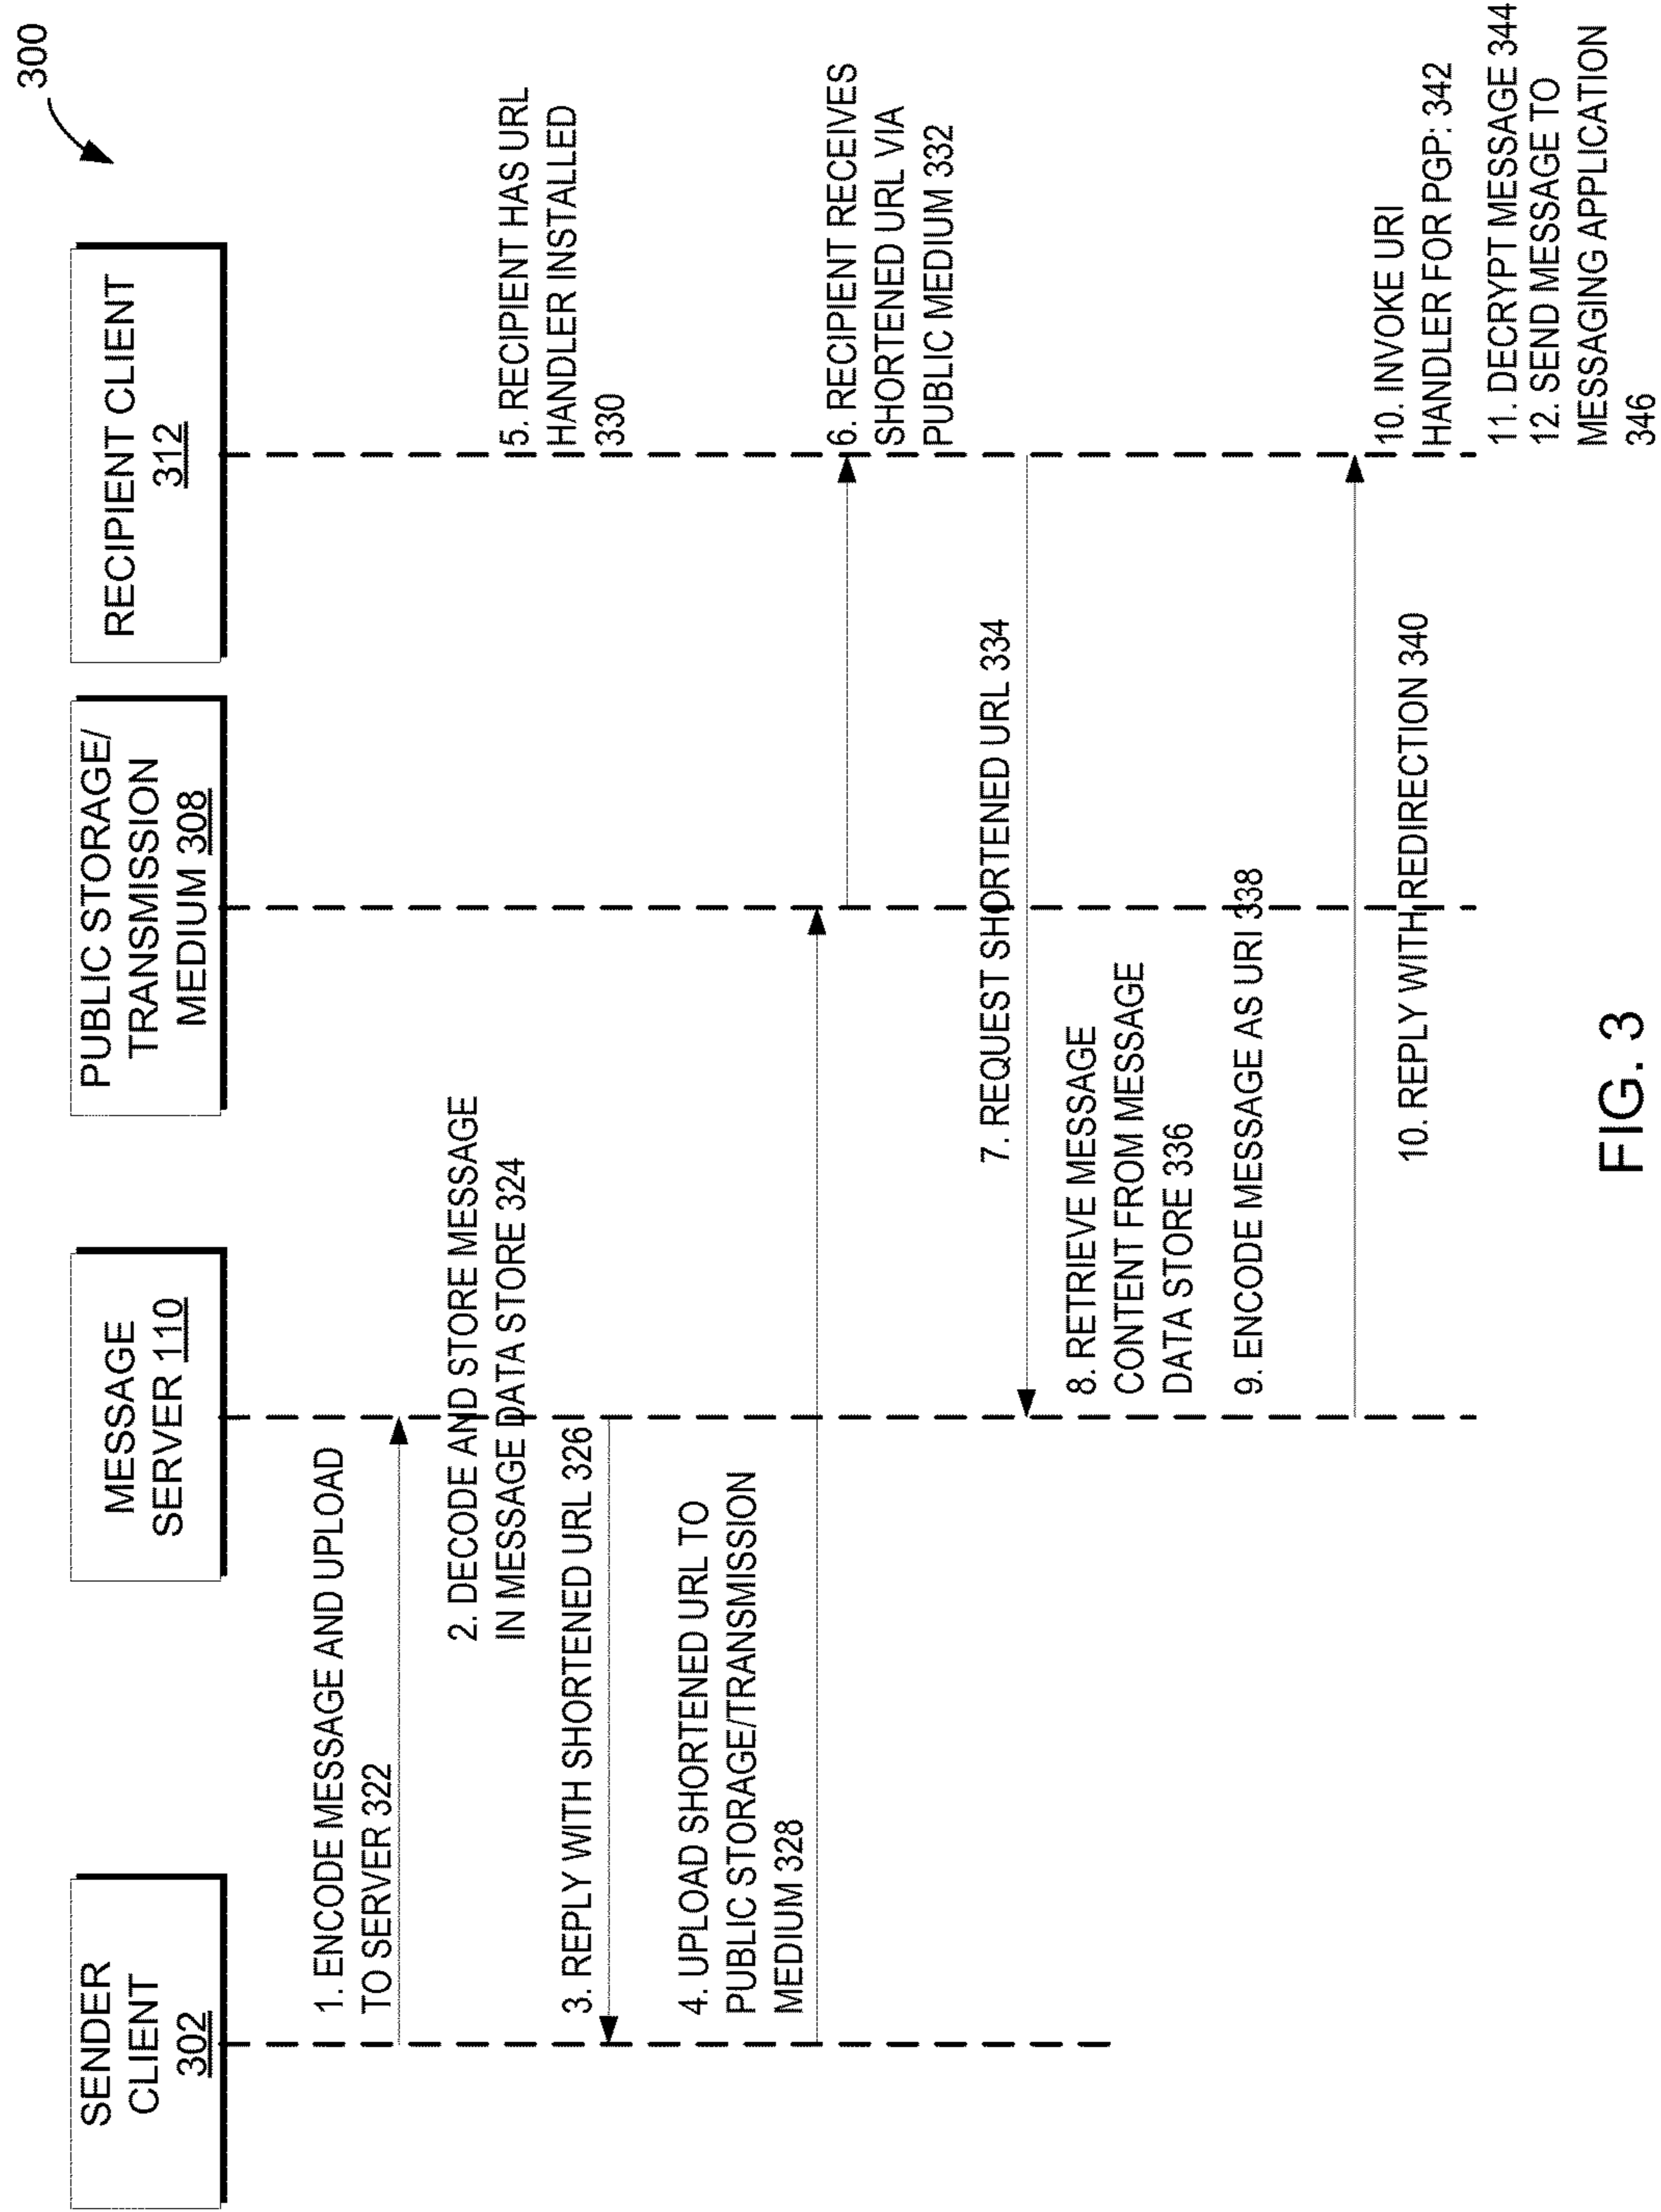 300
SENDER
CLIENT
302
MESSAGE
SERVER 110
PUBLIC STORAGE/
TRANSMISSION
MEDIUM 308
RECIPIENT CLIENT
312
1. ENCODE MESSAGE AND UPLOAD
TO SERVER 322
2. DECODE AND STORE MESSAGE
IN MESSAGE DATA STORE 324
3. REPLY WITH SHORTENED URL 326
4. UPLOAD SHORTENED URL TO
PUBLIC STORAGE/TRANSMISSION
MEDIUM 328
5. RECIPIENT HAS URL
HANDLER INSTALLED
330
6. RECIPIENT RECEIVES
SHORTENED URL VIA
PUBLIC MEDIUM 332
7. REQUEST SHORTENED URL 334
8. RETRIEVE MESSAGE
CONTENT FROM MESSAGE
DATA STORE 336
9. ENCODE MESSAGE AS URI 338
10. REPLY WITH REDIRECTION 340
10. INVOKE URI
HANDLER FOR PGP: 342
11. DECRYPT MESSAGE 344
12. SEND MESSAGE TO
MESSAGING APPLICATION
346
FIG. 3